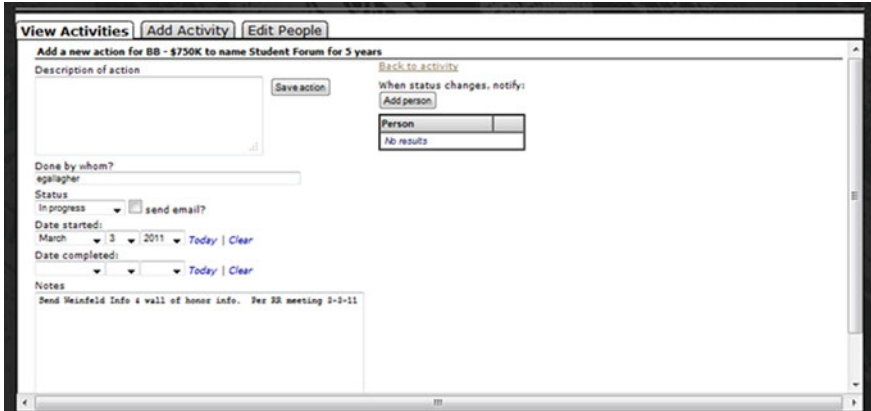 View Activities Add Activity Edit People
Add a new action for BB - $750K to name Student Forum for 5 years
Description of action
Save action
Back to activity
When status changes, notify:
Add person
Person
No results
Done by whom?
egallagher
Status
In progress send email?
Date started:
March 3 2011 Today | Clear
Date completed:
Today | Clear
Notes
Send Weinfeld Info & wall of honor info. Per RR meeting 3-3-11